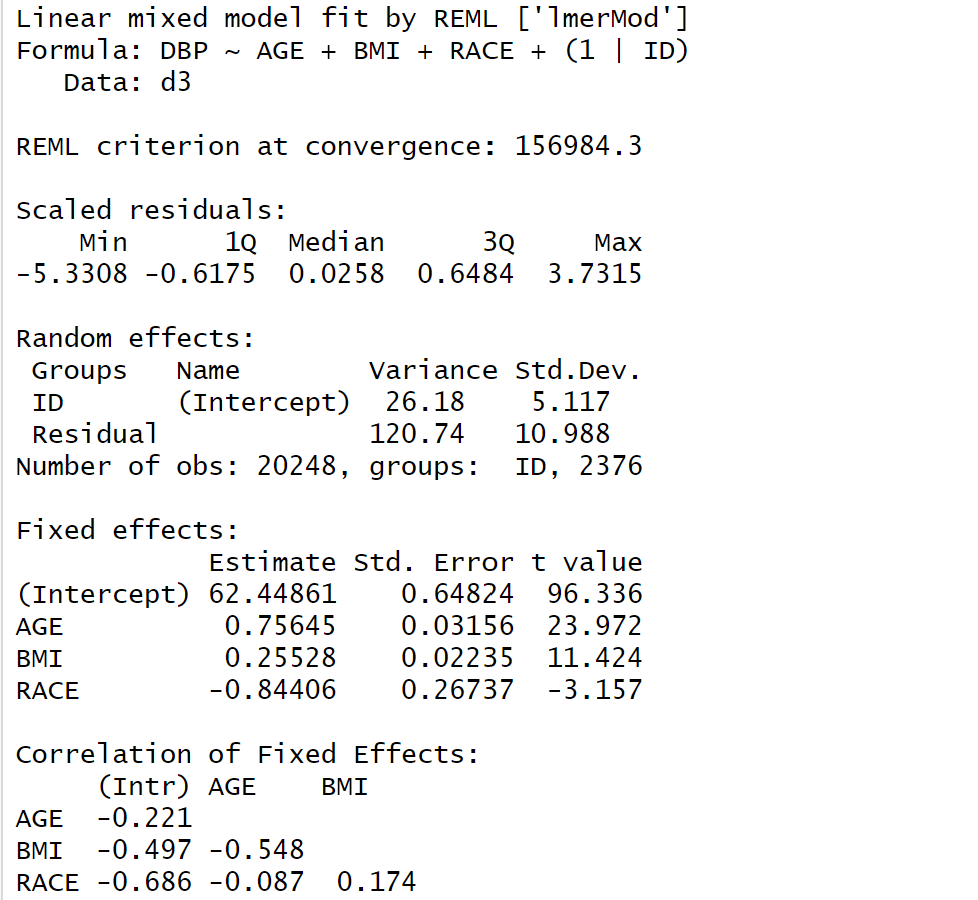 Linear mixed model fit by REML ['lmerMod']
Formula: DBP ~ AGE + BMI + RACE + (1 | ID)
   Data: d3

REML criterion at convergence: 156984.3

Scaled residuals:
    Min      1Q  Median      3Q     Max
-5.3308 -0.6175  0.0258  0.6484  3.7315

Random effects:
 Groups   Name        Variance Std.Dev.
 ID       (Intercept)  26.18    5.117
 Residual             120.74   10.988
Number of obs: 20248, groups:  ID, 2376

Fixed effects:
            Estimate Std. Error t value
(Intercept) 62.44861    0.64824  96.336
AGE          0.75645    0.03156  23.972
BMI          0.25528    0.02235  11.424
RACE        -0.84406    0.26737  -3.157

Correlation of Fixed Effects:
     (Intr) AGE    BMI
AGE  -0.221
BMI  -0.497 -0.548
RACE -0.686 -0.087  0.174